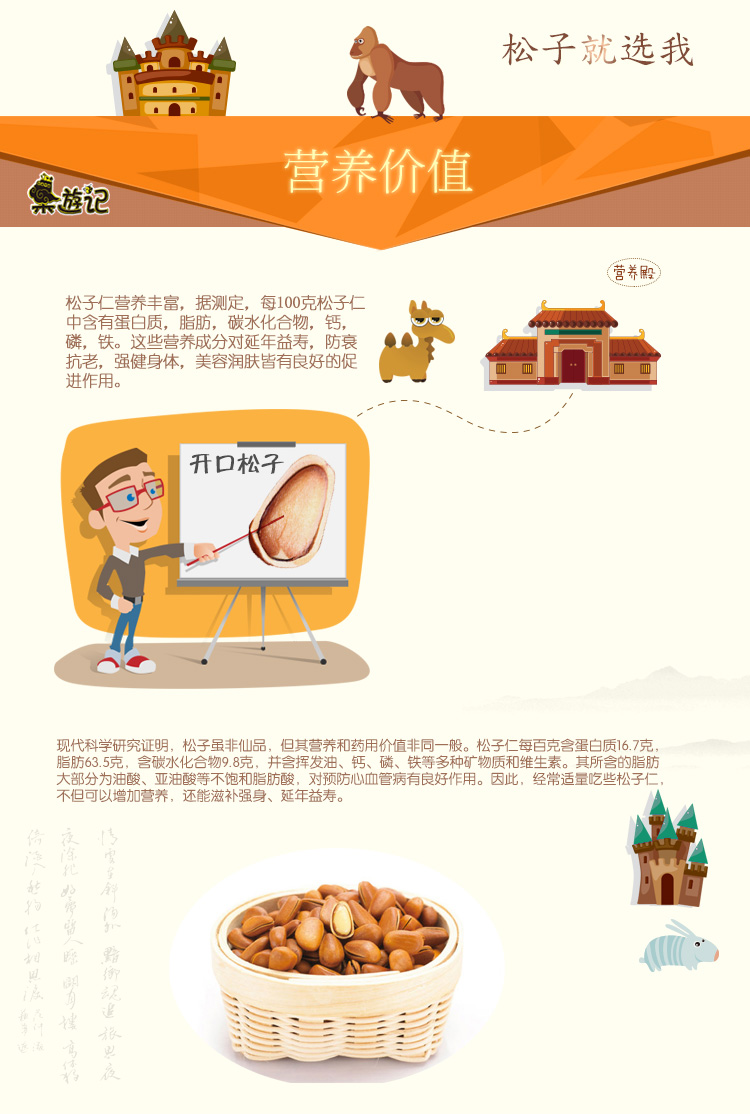 松子就选我
营养价值
桌遊记
营养殿
松子仁营养丰富，据测定，每100克松子仁
中含有蛋白质，脂肪，碳水化合物，钙，
磷，铁。这些营养成分对延年益寿，防衰
抗老，强健身体，美容润肤皆有良好的促
进作用。
开口松子
现代科学研究证明，松子虽非仙品，但其营养和药用价值非同一般。松子仁每百克含蛋白质16.7克，
脂肪63.5克，含碳水化合物9.8克，并含挥发油、钙、磷、铁等多种矿物质和维生素。其所含的脂肪
大部分为油酸、亚油酸等不饱和脂肪酸，对预防心血管病有良好作用。因此，经常适量吃些松子仁，
不但可以增加营养，还能滋补强身、延年益寿。